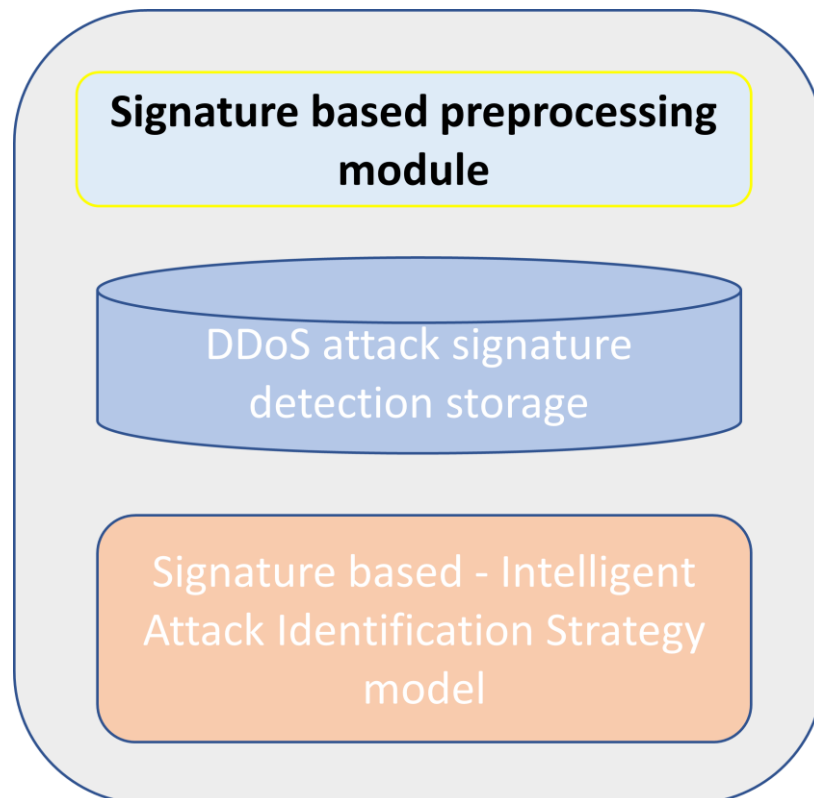 Signature based preprocessing
module
DDoS attack signature
detection storage
Signature based - Intelligent
Attack Identification Strategy
model